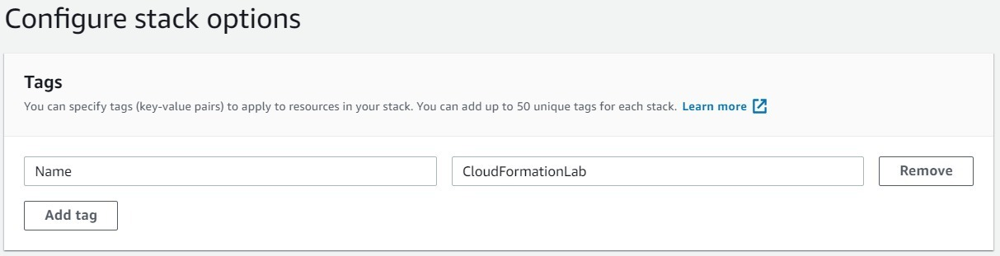 Configure stack options
Tags
You can specify tags (key-value pairs) to apply to resources in your stack. You can add up to 50 unique tags for each stack. Learn more
Name CloudFormationLab Remove
Add tag